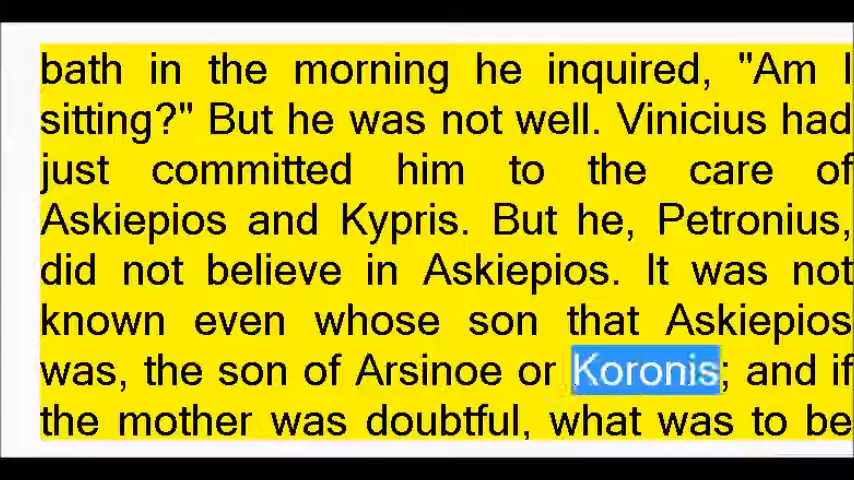 bath in the morning he inquired, "Am I
sitting?" But he was not well. Vinicius had
just committed him to the care of
Askiepios and Kypris. But he, Petronius,
did not believe in Askiepios. It was not
known even whose son that Askiepios
was, the son of Arsinoe or Koronis; and if
the mother was doubtful, what was to be